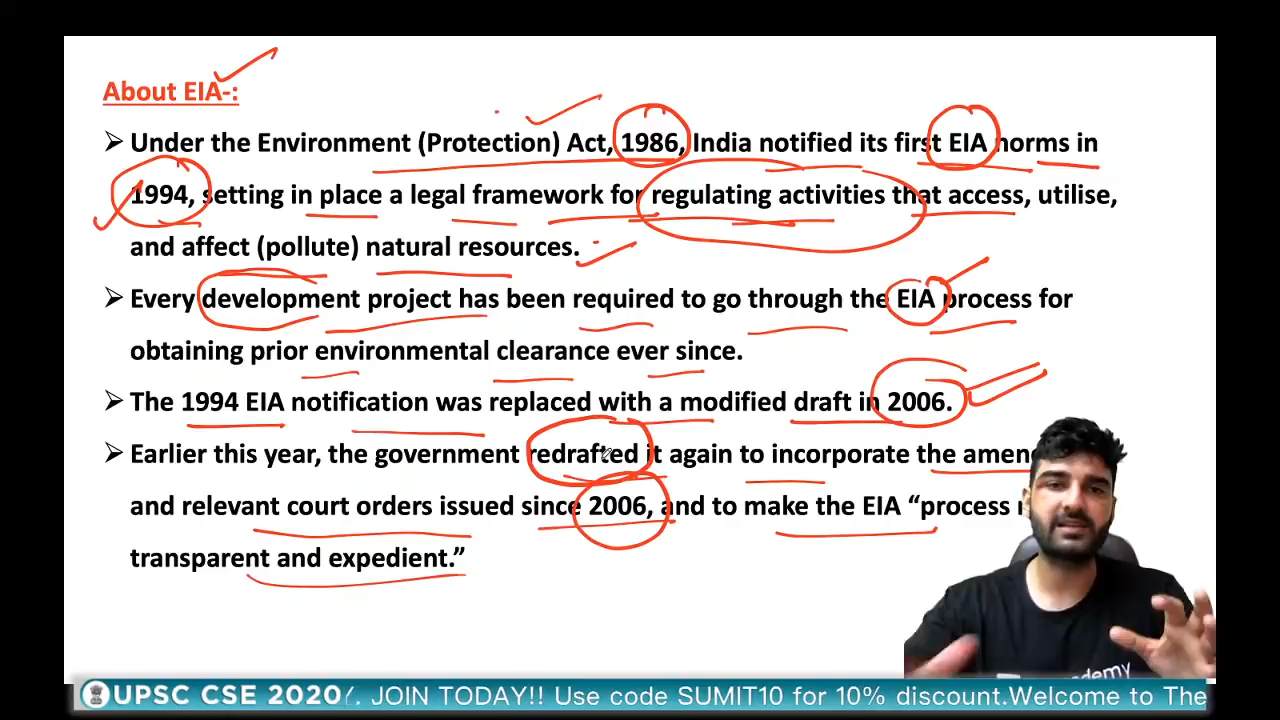 About EIA-:
➢ Under the Environment (Protection) Act, 1986, India notified its first EIA norms in
1994, setting in place a legal framework for regulating activities that access, utilise,
and affect (pollute) natural resources.
➢ Every development project has been required to go through the EIA process for
obtaining prior environmental clearance ever since.
➢ The 1994 EIA notification was replaced with a modified draft in 2006.
➢ Earlier this year, the government redrafted it again to incorporate the
and relevant court orders issued since 2006, and to make the EIA “process
transparent and expedient.”
UPSC CSE 2020 . JOIN TODAY!! Use code SUMIT10 for 10% discount.Welcome to The